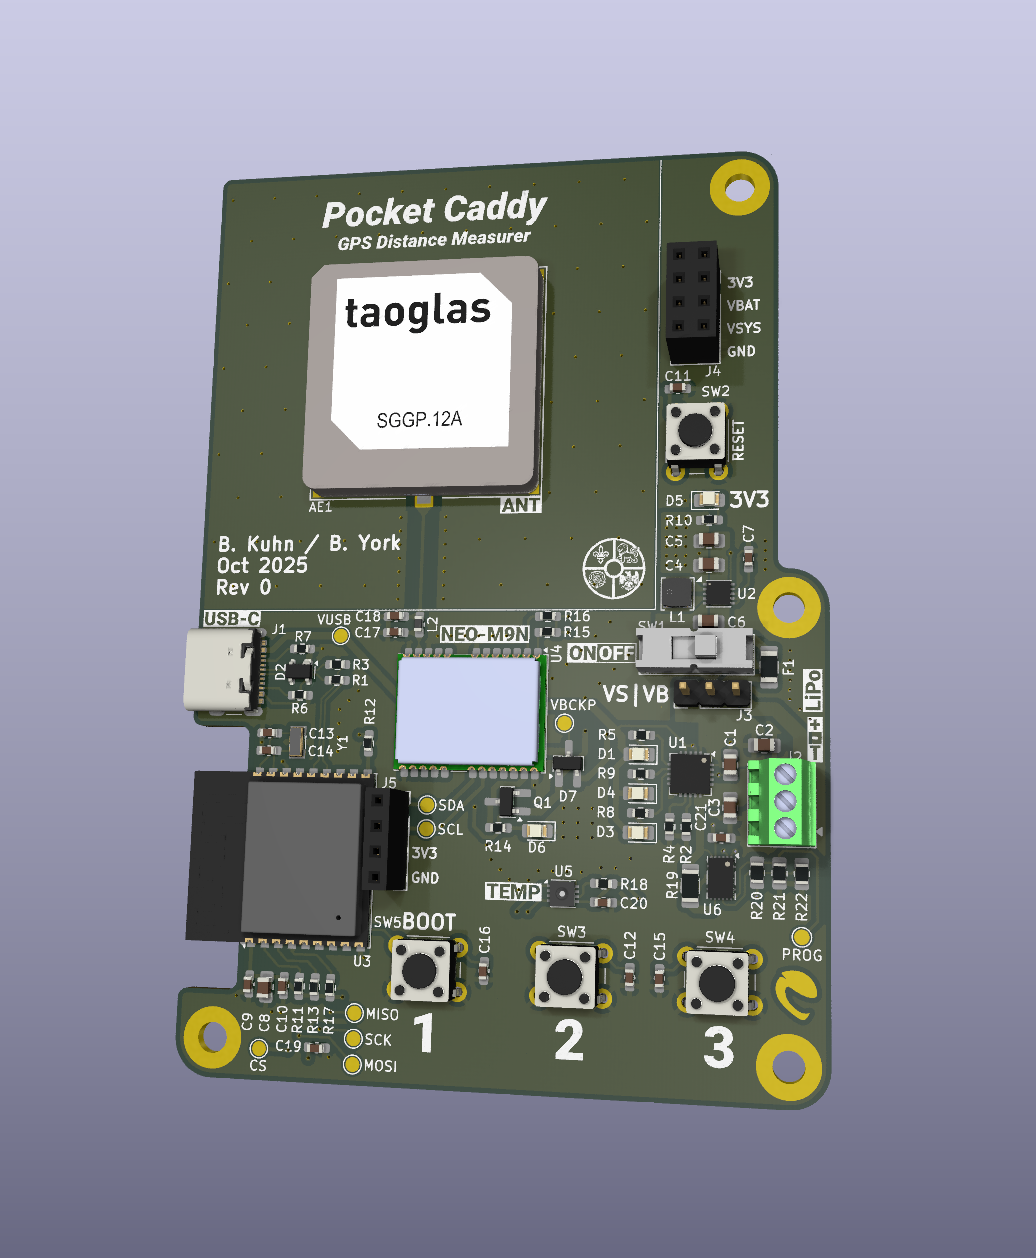 Pocket Caddy
GPS Distance Measurer
taoglas
SGGP.12A
AE1
ANT
3V3
VBAT
VSYS
GND
J4
C11
SW2
RESET
D5
3V3
R10
C5
C4
C7
U2
L1
C6
B. Kuhn / B. York
Oct 2025
Rev 0
USB-C
J1
VUSB
C18
C17
L2
R16
R15
NEO-M9N
U4
SW1
ON
OFF
F1
VS|VB
J3
LiPo
R7
D2
R3
R1
R6
R12
C13
C14
Y1
VBCKP
D7
R5
D1
R9
D4
R8
D3
U1
C1
C2
C3
C21
R4
R2
R19
U6
R20
R21
R22
PROG
J5
SDA
SCL
3V3
GND
Q1
R14
D6
TEMP
U5
R18
C20
U3
SW5
BOOT
C16
SW3
C12
C15
SW4
1
2
3
C9
C8
C10
R11
R13
R17
C19
CS
MISO
SCK
MOSI